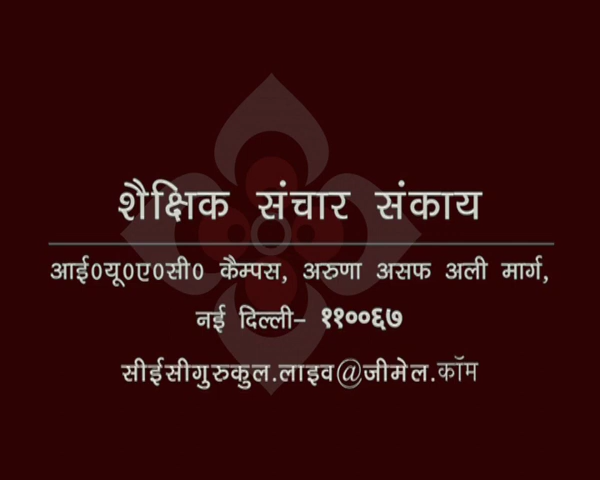 शैक्षिक संचार संकाय
आई०यू०ए०सी० कैम्पस, अरुणा असफ अली मार्ग,
नई दिल्ली– ११००६७
सीईसीगुरुकुल.लाइव@जीमेल.कॉम